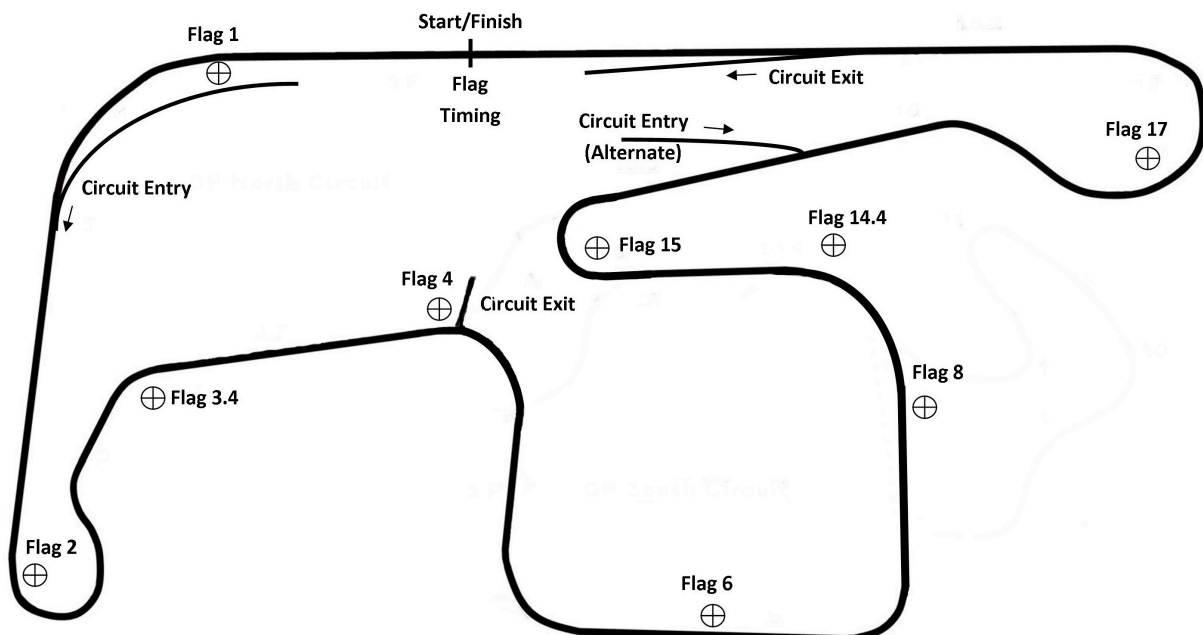 Start/Finish
Flag 1
Flag
Timing
Circuit Exit
Circuit Entry
(Alternate)
Flag 17
Circuit Entry
Flag 15
Flag 14.4
Flag 4
Circuit Exit
Flag 3.4
Flag 8
Flag 2
Flag 6